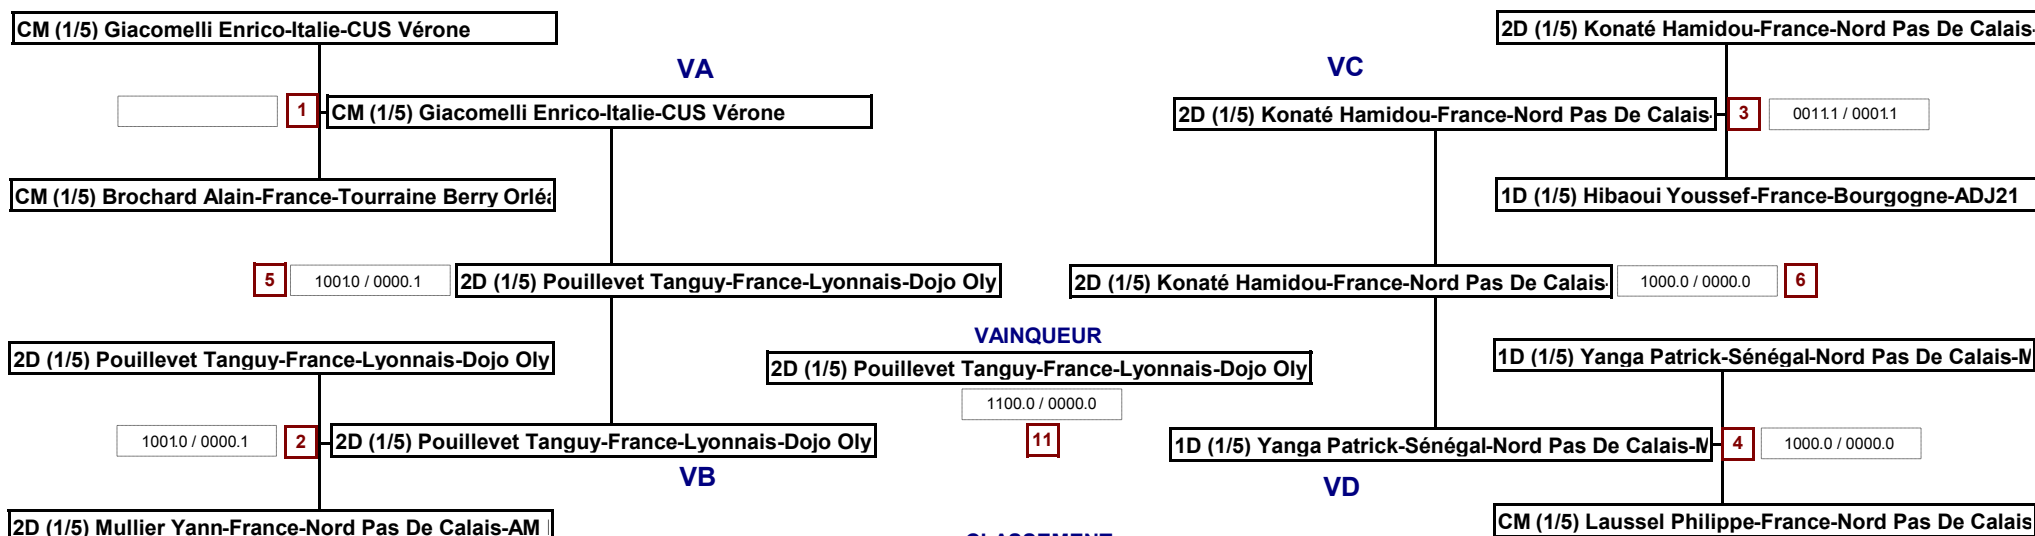 CM (1/5) Giacomelli Enrico-Italie-CUS Vérone
2D (1/5) Konaté Hamidou-France-Nord Pas De Calais-
VA
VC
1
CM (1/5) Giacomelli Enrico-Italie-CUS Vérone
2D (1/5) Konaté Hamidou-France-Nord Pas De Calais-
3
0011.1 / 0001.1
CM (1/5) Brochard Alain-France-Tourraine Berry Orléa
1D (1/5) Hibaoui Youssef-France-Bourgogne-ADJ21
5
1001.0 / 0000.1
2D (1/5) Pouillevet Tanguy-France-Lyonnais-Dojo Oly
2D (1/5) Konaté Hamidou-France-Nord Pas De Calais-
1000.0 / 0000.0
6
VAINQUEUR
2D (1/5) Pouillevet Tanguy-France-Lyonnais-Dojo Oly
2D (1/5) Pouillevet Tanguy-France-Lyonnais-Dojo Oly
1D (1/5) Yanga Patrick-Sénégal-Nord Pas De Calais-M
1100.0 / 0000.0
1001.0 / 0000.1
2
2D (1/5) Pouillevet Tanguy-France-Lyonnais-Dojo Oly
11
1D (1/5) Yanga Patrick-Sénégal-Nord Pas De Calais-M
4
1000.0 / 0000.0
VB
VD
2D (1/5) Mullier Yann-France-Nord Pas De Calais-AM
CM (1/5) Laussel Philippe-France-Nord Pas De Calais
CLASSEMENT